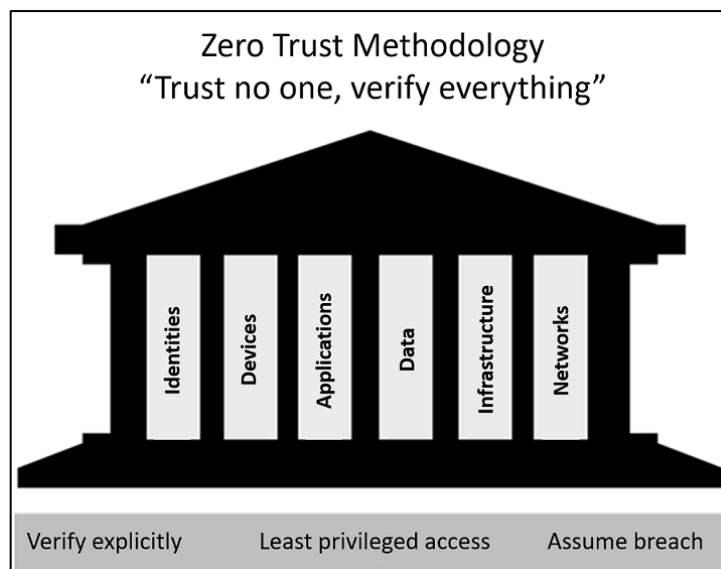 Zero Trust Methodology
“Trust no one, verify everything”
Identities
Devices
Applications
Data
Infrastructure
Networks
Verify explicitly
Least privileged access
Assume breach